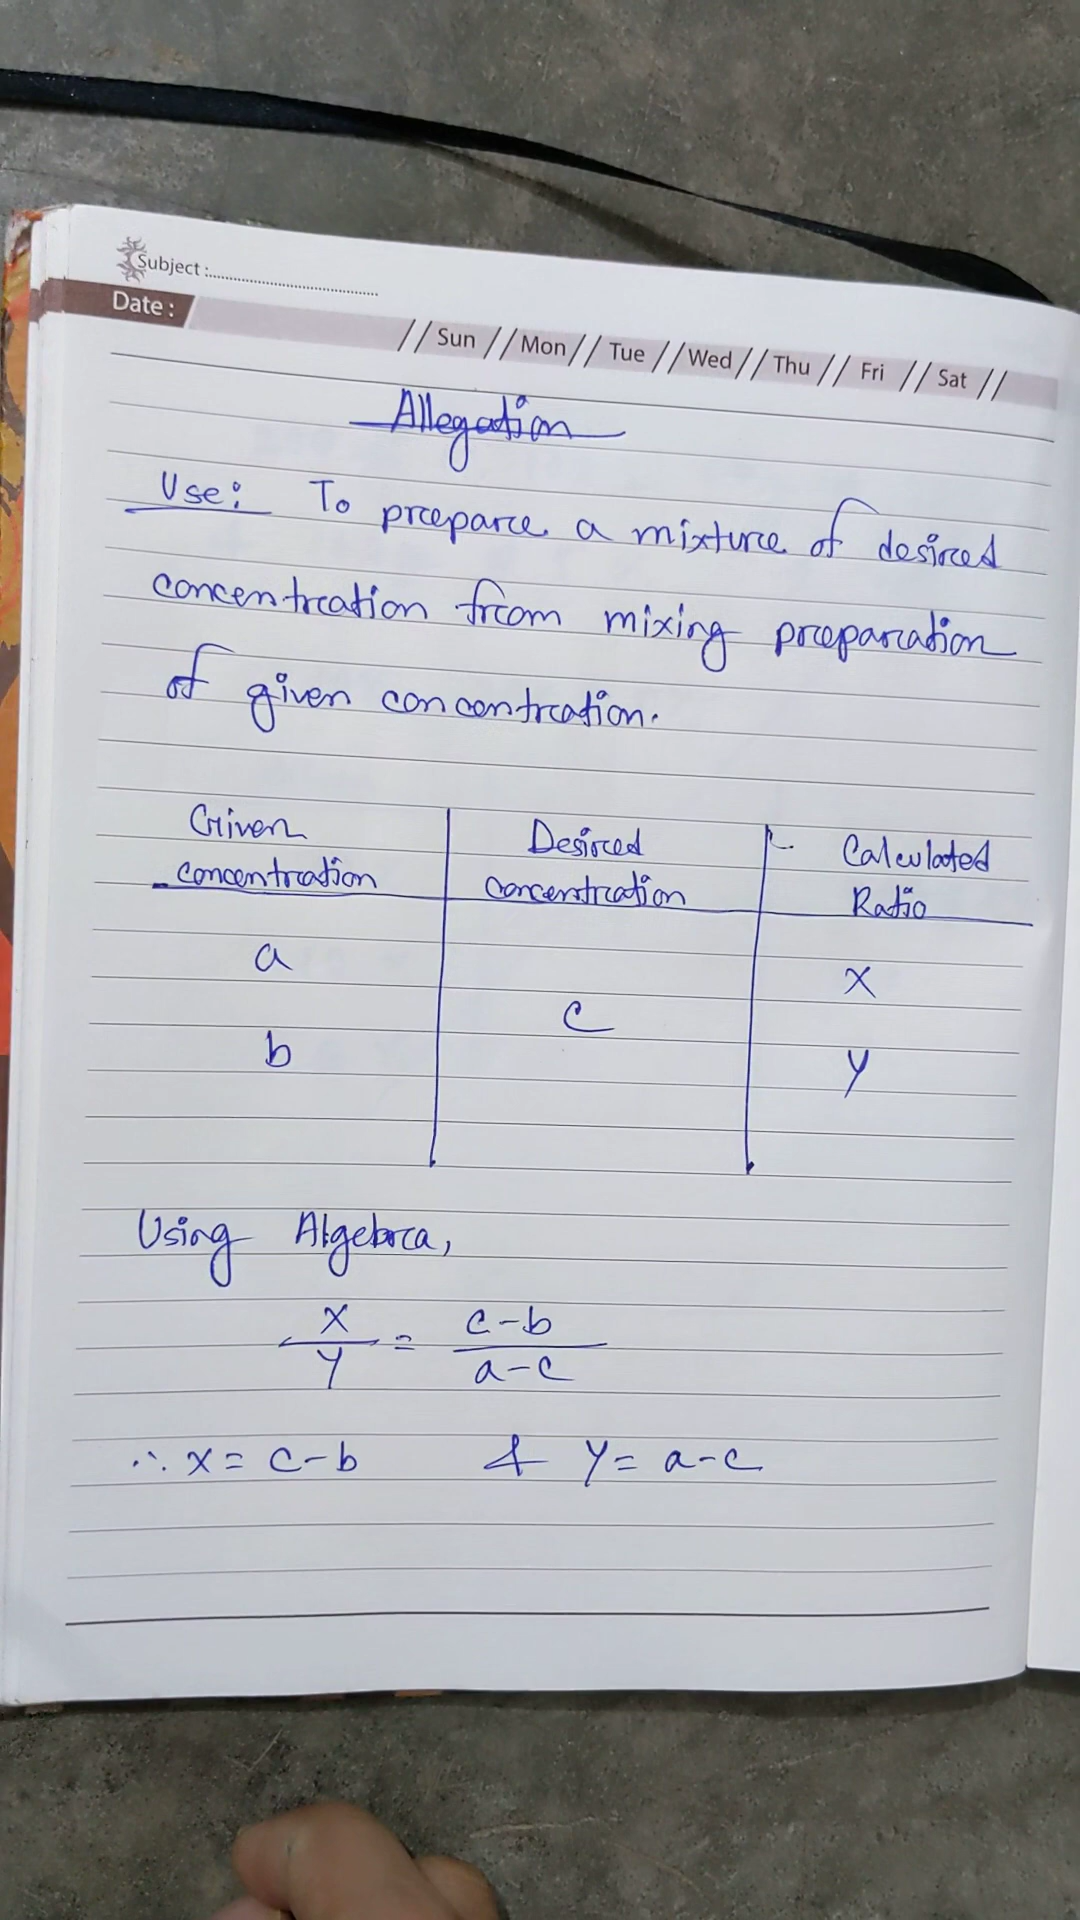 Subject :
Date :
// Sun // Mon // Tue // Wed // Thu // Fri // Sat //
Allegation
Use: To prepare a mixture of desired
concentration from mixing preparation
of given concentration.
Given concentration | Desired concentration | Calculated Ratio
a x
c
b y
Using Algebra,
x/y = c-b/a-c
∴ x = c-b & y = a-c